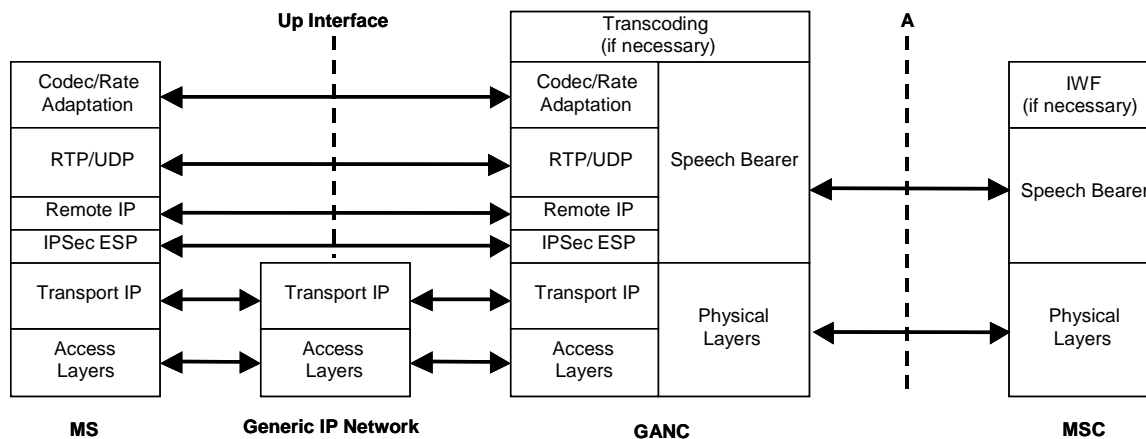 Up Interface
A
Transcoding
(if necessary)
Codec/Rate
Adaptation
Codec/Rate
Adaptation
IWF
(if necessary)
RTP/UDP
RTP/UDP
Speech Bearer
Speech Bearer
Remote IP
Remote IP
IPSec ESP
IPSec ESP
Transport IP
Transport IP
Transport IP
Physical
Layers
Physical
Layers
Access
Layers
Access
Layers
Access
Layers
MS
Generic IP Network
GANC
MSC